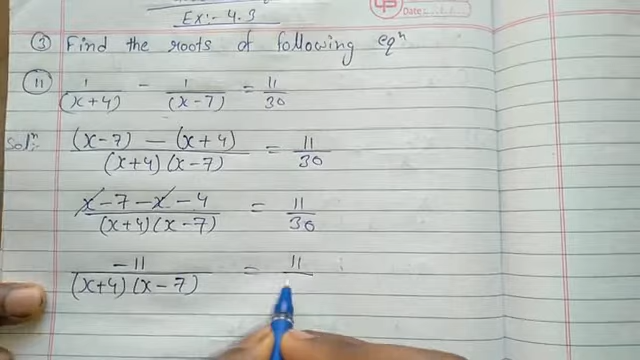 Ex:- 4.3
Date:
③ Find the roots of following eqⁿ
ii 1/(x+4) - 1/(x-7) = 11/30
Solⁿ:- (x-7) - (x+4)/(x+4)(x-7) = 11/30
x-7-x-4/(x+4)(x-7) = 11/30
-11/(x+4)(x-7) = 11/